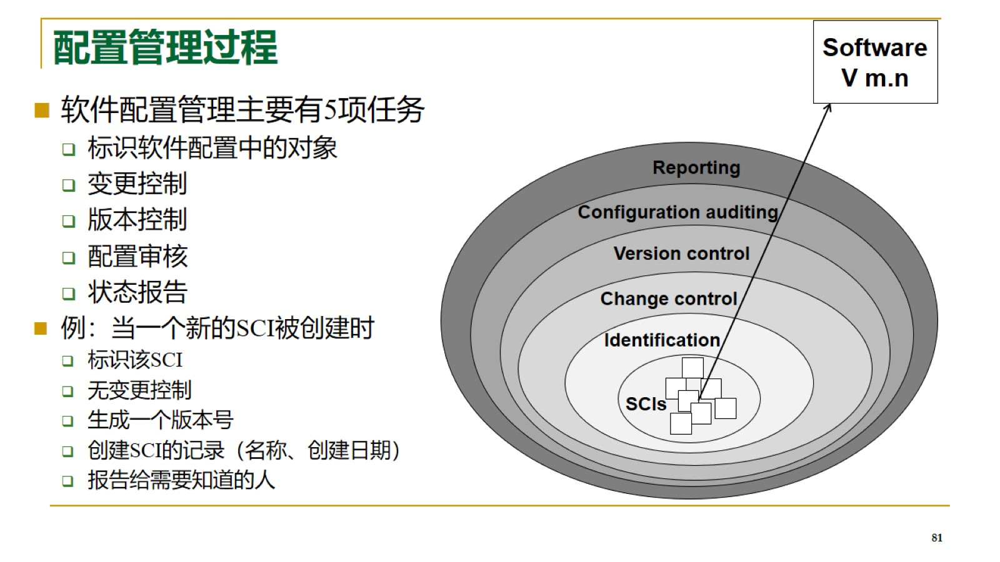 配置管理过程
软件配置管理主要有5项任务
标识软件配置中的对象
变更控制
版本控制
配置审核
状态报告
例：当一个新的SCI被创建时
标识该SCI
无变更控制
生成一个版本号
创建SCI的记录（名称、创建日期）
报告给需要知道的人
Software
V m.n
Reporting
Configuration auditing
Version control
Change control
Identification
SCIs
81